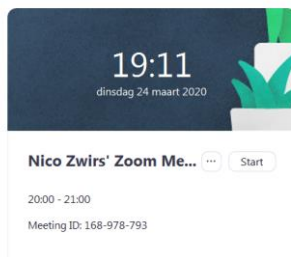 19:11
dinsdag 24 maart 2020
Nico Zwirs' Zoom Me... ... Start
20:00 - 21:00
Meeting ID: 168-978-793